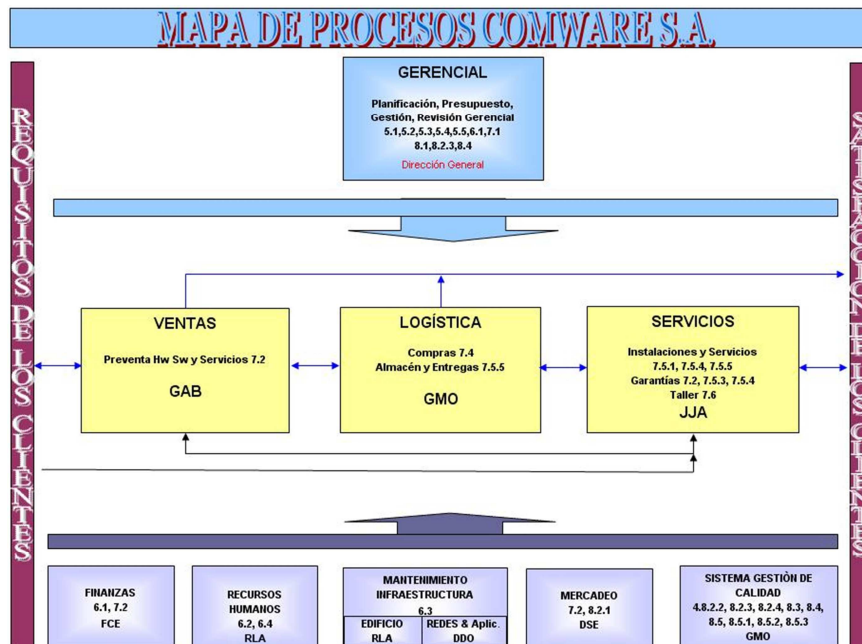 MAPA DE PROCESOS COMWARE S.A.
REQUISITOS DE LOS CLIENTES
SATISFACCION DE LOS CLIENTES
GERENCIAL
Planificación, Presupuesto,
Gestión, Revisión Gerencial
5.1,5.2,5.3,5.4,5.5,6.1,7.1
8.1,8.2.3,8.4
Dirección General
VENTAS
Preventa Hw Sw y Servicios 7.2
GAB
LOGÍSTICA
Compras 7.4
Almacén y Entregas 7.5.5
GMO
SERVICIOS
Instalaciones y Servicios
7.5.1, 7.5.4, 7.5.5
Garantías 7.2, 7.5.3, 7.5.4
Taller 7.6
JJA
FINANZAS
6.1, 7.2
FCE
RECURSOS
HUMANOS
6.2, 6.4
RLA
MANTENIMIENTO
INFRAESTRUCTURA
6.3
EDIFICIO
RLA
REDES & Aplic.
DDO
MERCADEO
7.2, 8.2.1
DSE
SISTEMA GESTIÒN DE
CALIDAD
4.8.2.2, 8.2.3, 8.2.4, 8.3, 8.4,
8.5, 8.5.1, 8.5.2, 8.5.3
GMO